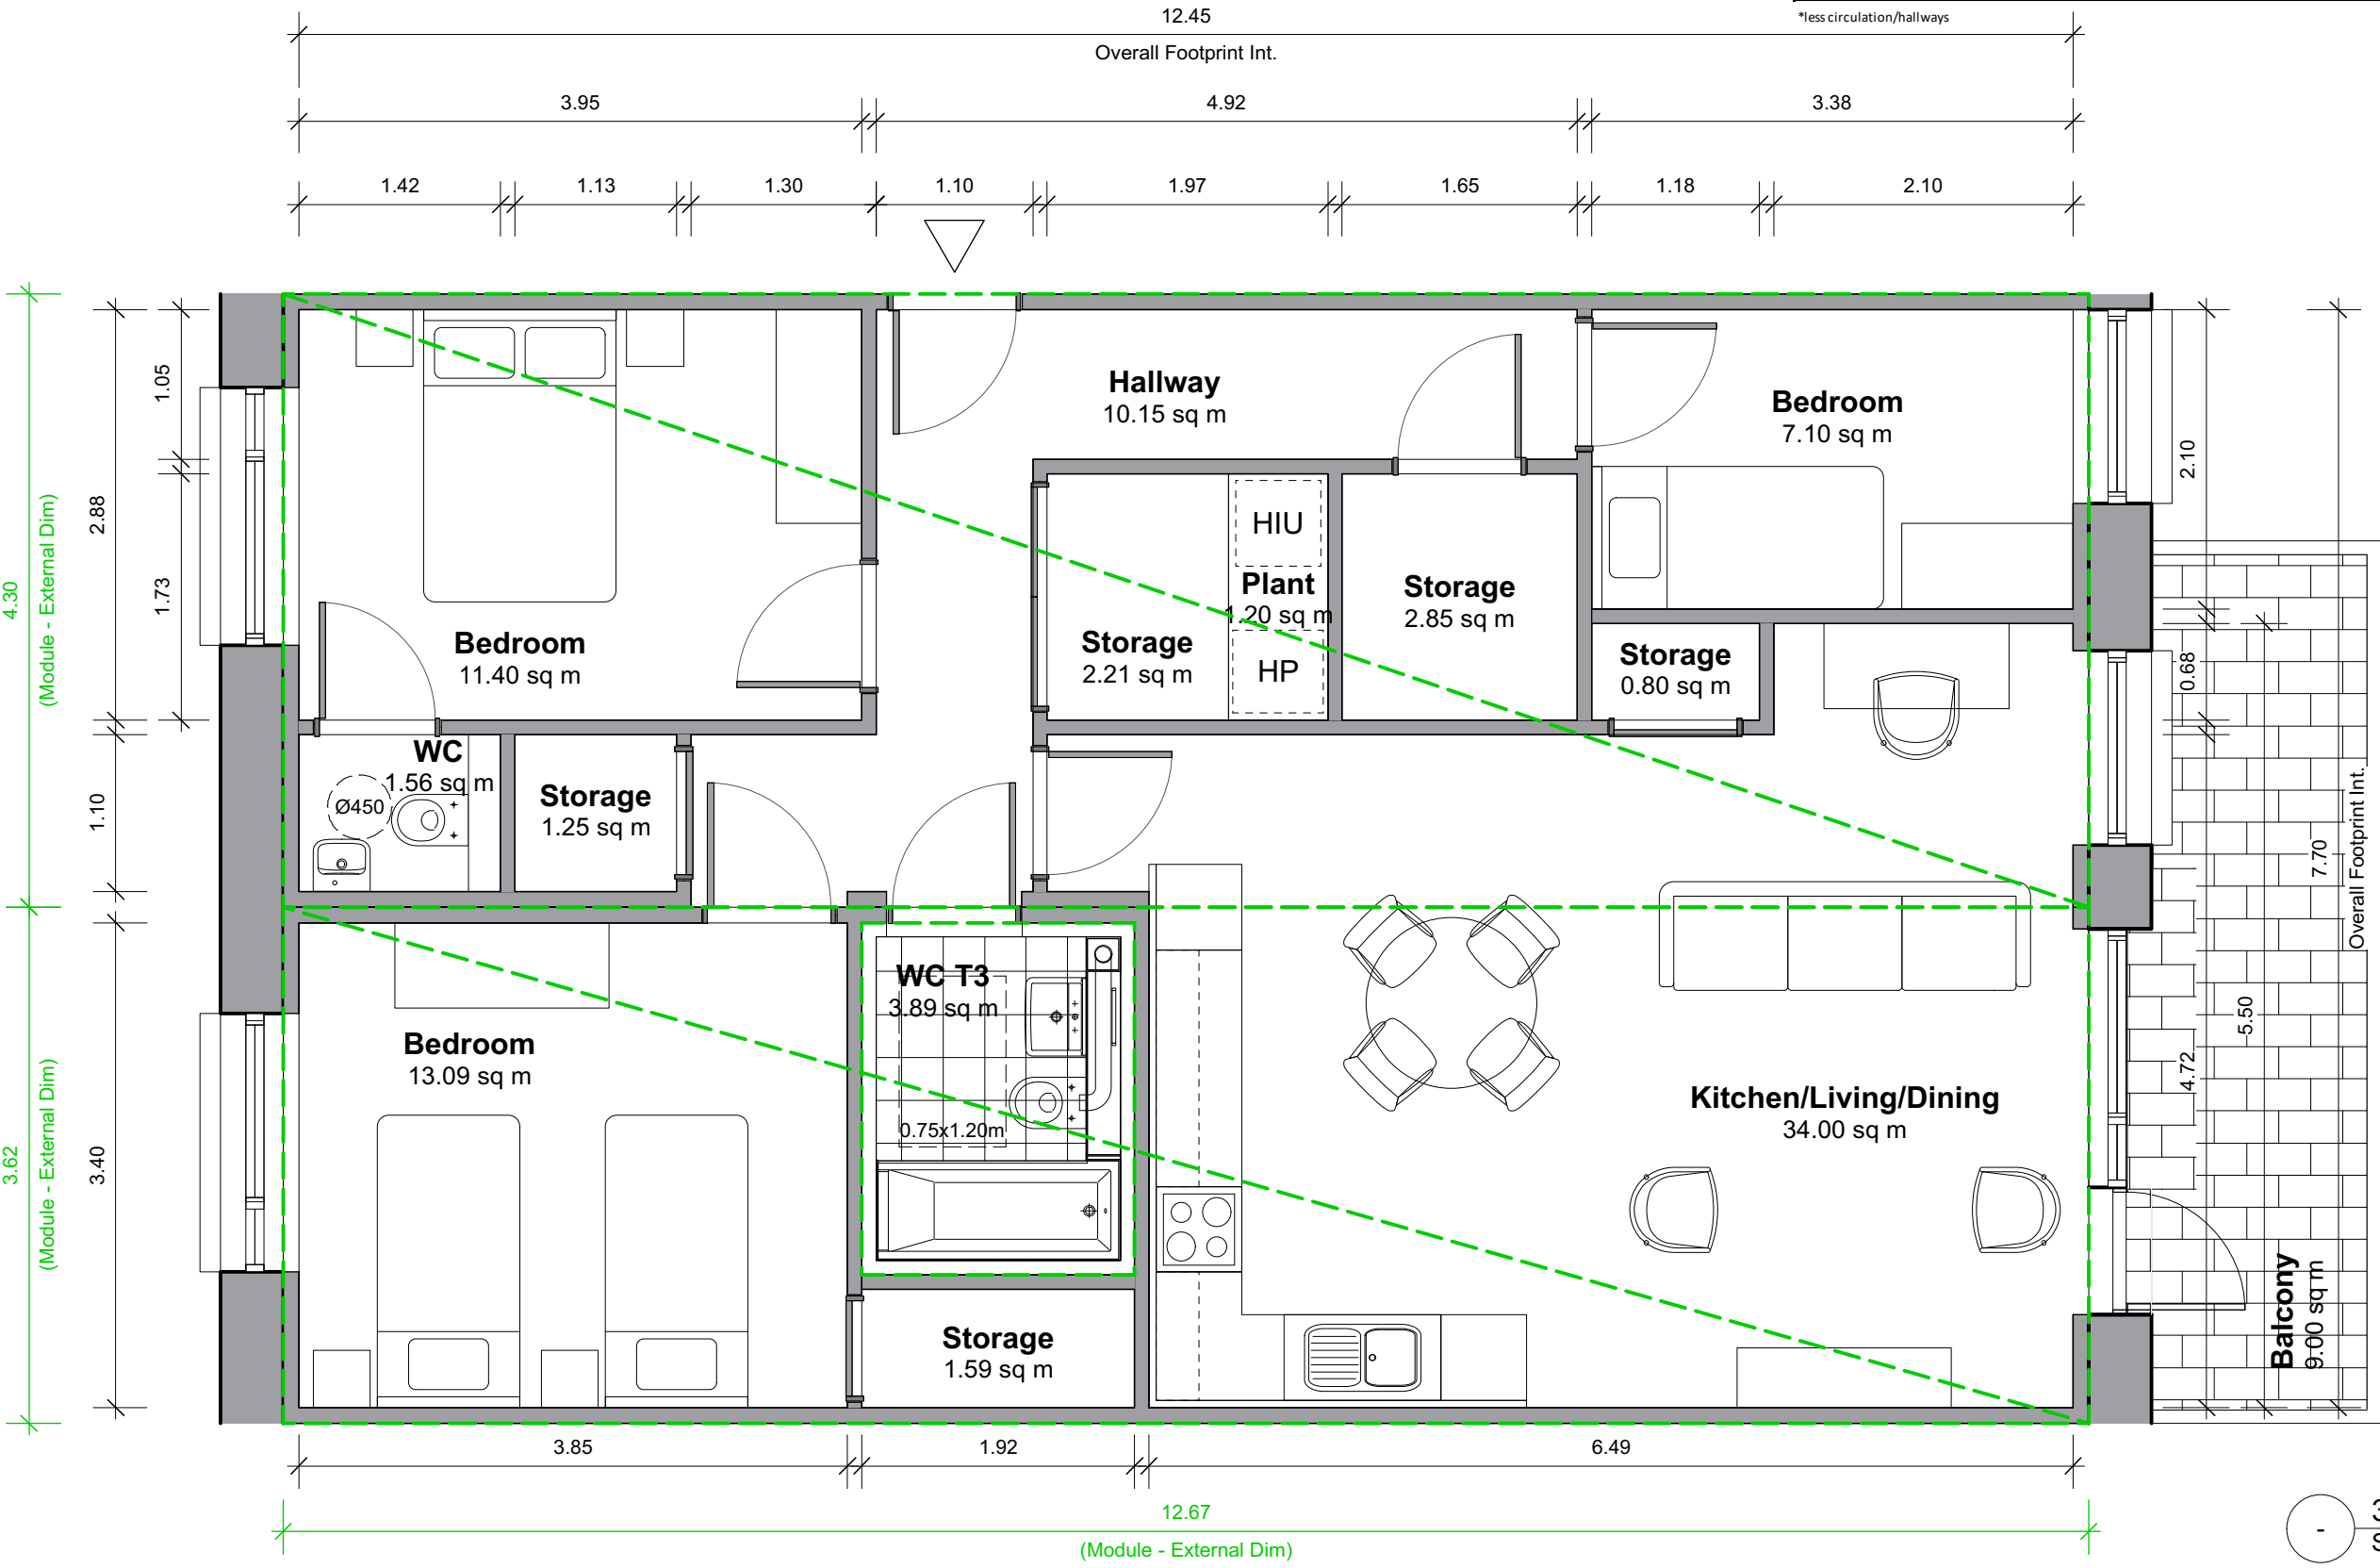 12.45
*less circulation/hallways
Overall Footprint Int.
3.95
4.92
3.38
1.42
1.13
1.30
1.10
1.97
1.65
1.18
2.10
4.30
(Module - External Dim)
2.88
1.05
1.73
1.10
3.62
(Module - External Dim)
3.40
Hallway
10.15 sq m
Bedroom
7.10 sq m
Bedroom
11.40 sq m
HIU
Plant
1.20 sq m
HP
Storage
2.21 sq m
Storage
2.85 sq m
Storage
0.80 sq m
WC
1.56 sq m
Ø450
Storage
1.25 sq m
WC T3
3.89 sq m
0.75x1.20m
Bedroom
13.09 sq m
Kitchen/Living/Dining
34.00 sq m
Storage
1.59 sq m
2.10
0.68
4.72
5.50
7.70
Overall Footprint Int.
Balcony
9.00 sq m
3.85
1.92
6.49
12.67
(Module - External Dim)
-